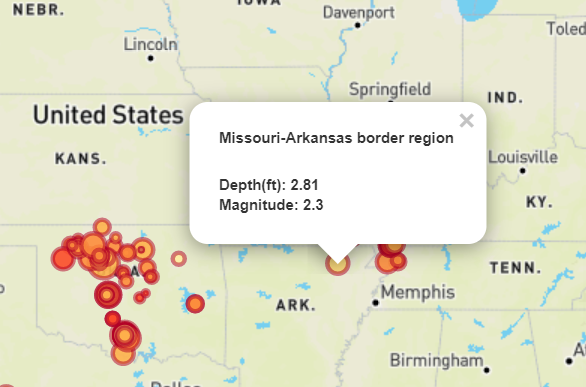 NEBR.
IOWA
Davenport
Toled
Lincoln
Springfield
IND.
United States
×
Missouri-Arkansas border region
KANS.
Louisville
Depth(ft): 2.81
Magnitude: 2.3
KY.
TENN.
ARK.
Memphis
Birmingham
Dallas